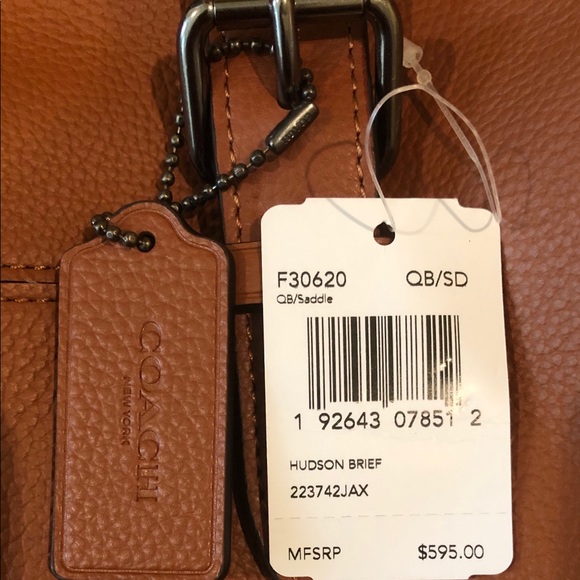 COACH
NEW YORK
F30620 QB/SD
QB/Saddle
1 92643 07851 2
HUDSON BRIEF
223742JAX
MFSRP $595.00